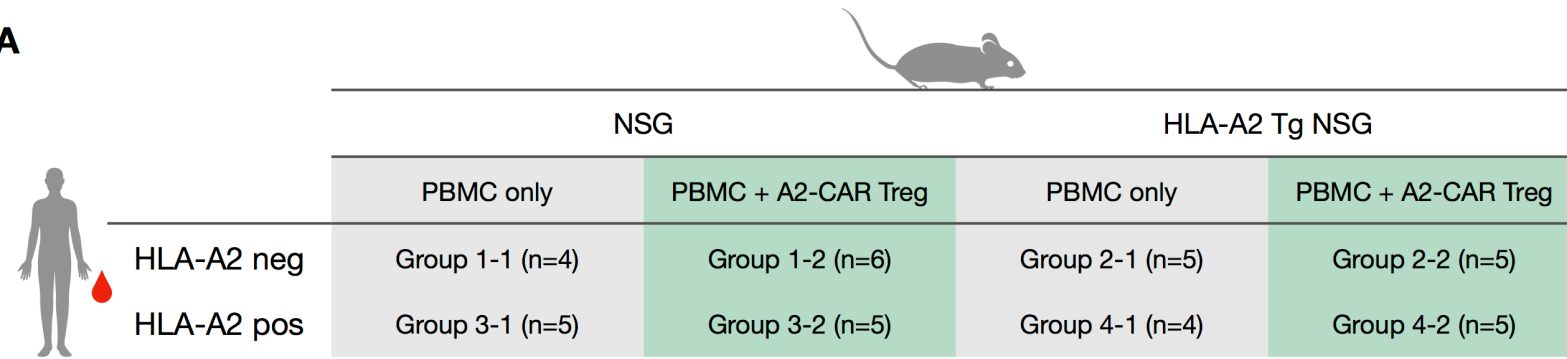 A
NSG HLA-A2 Tg NSG
PBMC only PBMC + A2-CAR Treg PBMC only PBMC + A2-CAR Treg
HLA-A2 neg Group 1-1 (n=4) Group 1-2 (n=6) Group 2-1 (n=5) Group 2-2 (n=5)
HLA-A2 pos Group 3-1 (n=5) Group 3-2 (n=5) Group 4-1 (n=4) Group 4-2 (n=5)